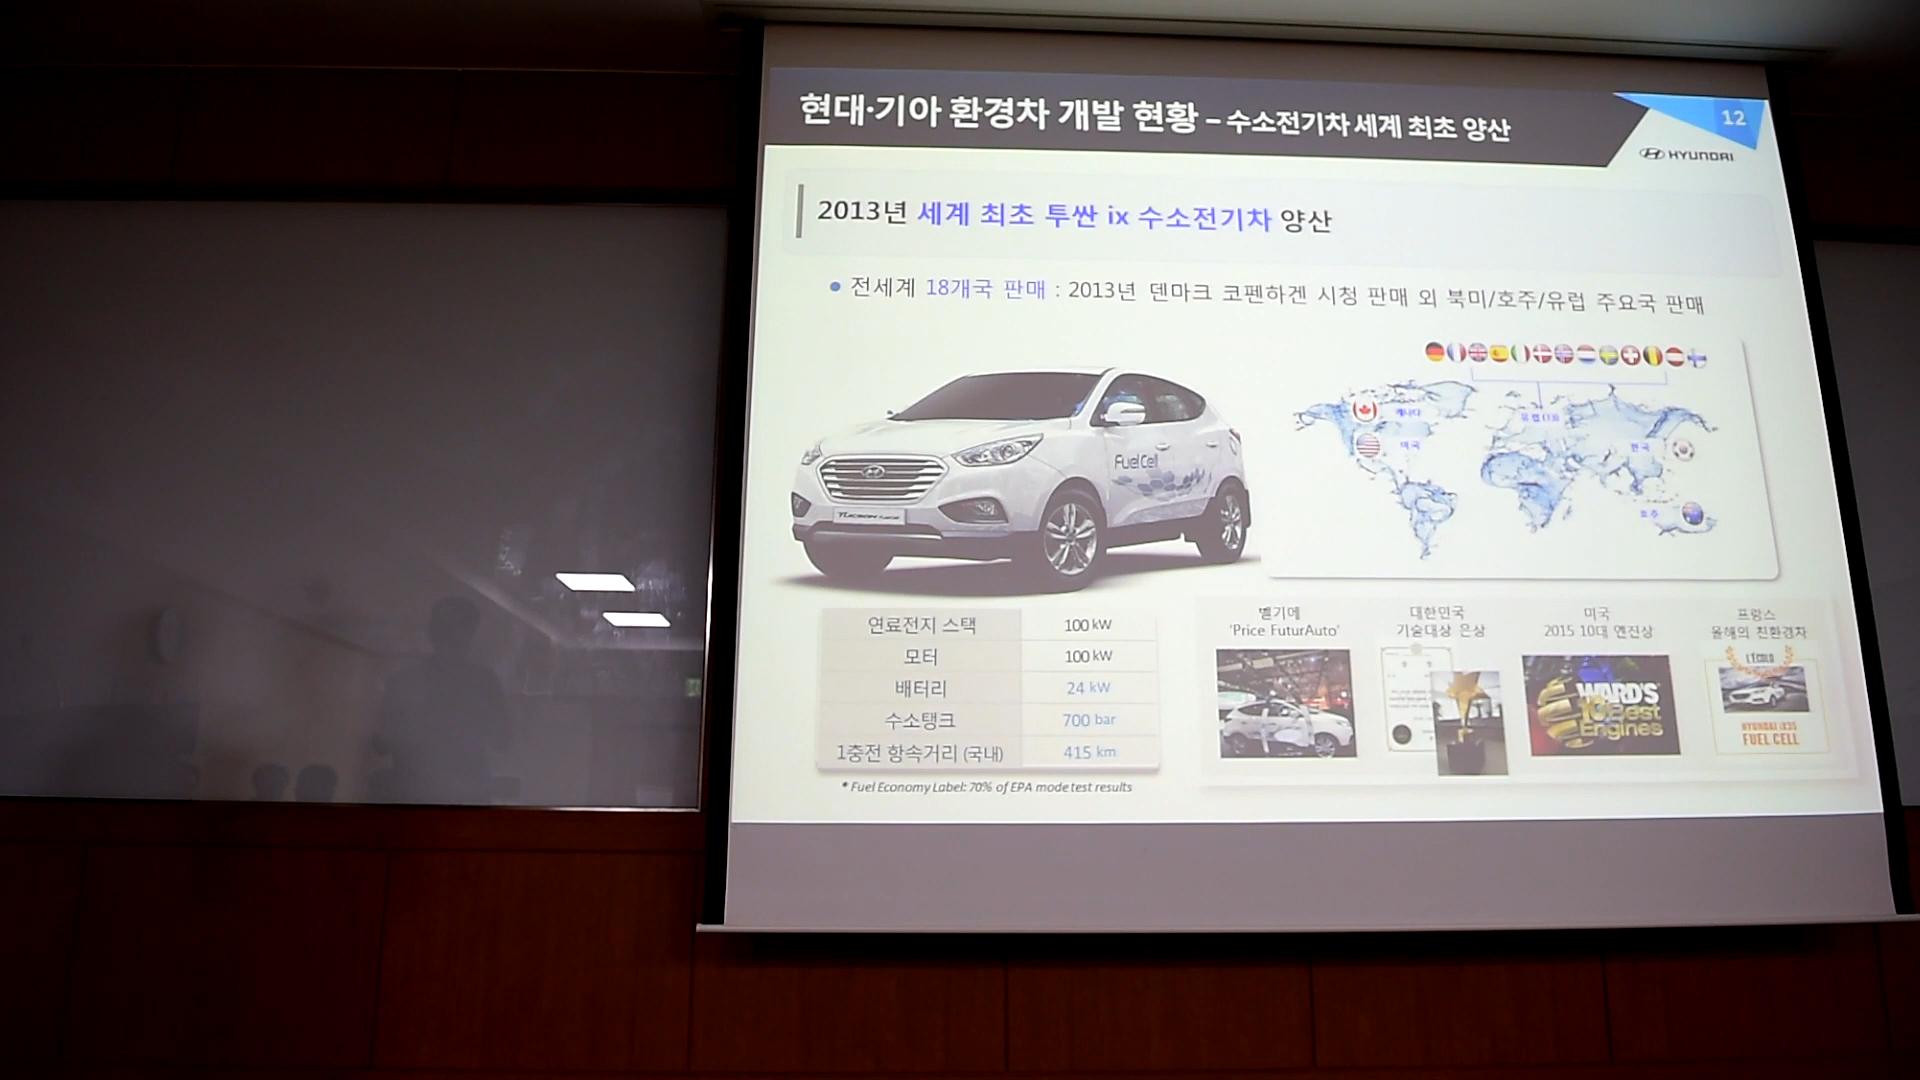 현대·기아 환경차 개발 현황 – 수소전기차 세계 최초 양산
12
HYUNDAI
2013년 세계 최초 투싼 ix 수소전기차 양산
• 전세계 18개국 판매 : 2013년 덴마크 코펜하겐 시청 판매 외 북미/호주/유럽 주요국 판매
캐나다
유럽(13)
미국
한국
호주
Fuel Cell
연료전지 스택 100 kW
모터 100 kW
배터리 24 kW
수소탱크 700 bar
1충전 항속거리 (국내) 415 km
* Fuel Economy Label: 70% of EPA mode test results
벨기에
'Price FuturAuto'
대한민국
기술대상 은상
미국
2015 10대 엔진상
WARD'S
10 Best
Engines
프랑스
올해의 친환경차
L'ÉCOLO
HYUNDAI ix35
FUEL CELL